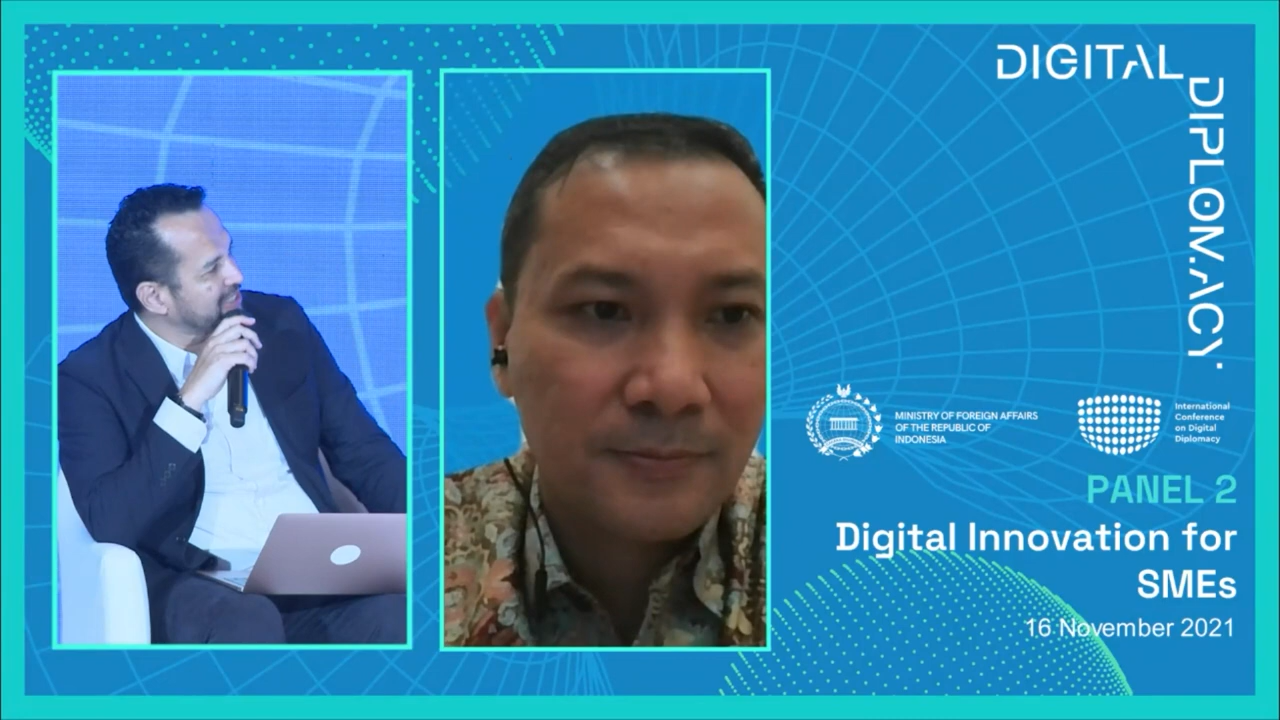 DIGITAL
DIPLOMACY.
MINISTRY OF FOREIGN AFFAIRS
OF THE REPUBLIC OF
INDONESIA
International
Conference
on Digital
Diplomacy
PANEL 2
Digital Innovation for
SMEs
16 November 2021